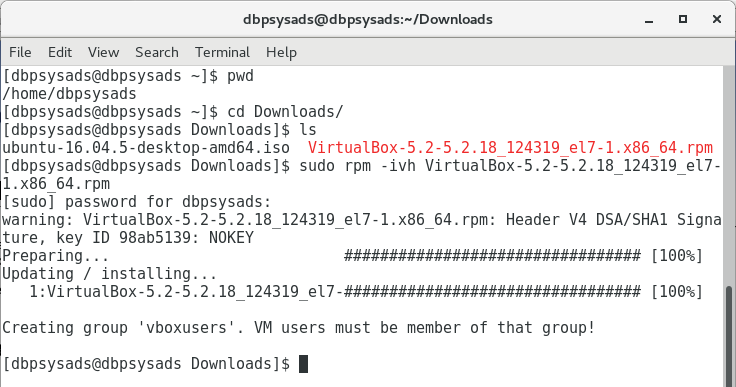 dbpsysads@dbpsysads:~/Downloads
File Edit View Search Terminal Help
[dbpsysads@dbpsysads ~]$ pwd
/home/dbpsysads
[dbpsysads@dbpsysads ~]$ cd Downloads/
[dbpsysads@dbpsysads Downloads]$ ls
ubuntu-16.04.5-desktop-amd64.iso  VirtualBox-5.2-5.2.18_124319_el7-1.x86_64.rpm
[dbpsysads@dbpsysads Downloads]$ sudo rpm -ivh VirtualBox-5.2-5.2.18_124319_el7-
1.x86_64.rpm
[sudo] password for dbpsysads:
warning: VirtualBox-5.2-5.2.18_124319_el7-1.x86_64.rpm: Header V4 DSA/SHA1 Signa
ture, key ID 98ab5139: NOKEY
Preparing...                          ################################# [100%]
Updating / installing...
   1:VirtualBox-5.2-5.2.18_124319_el7-################################# [100%]
Creating group 'vboxusers'. VM users must be member of that group!
[dbpsysads@dbpsysads Downloads]$